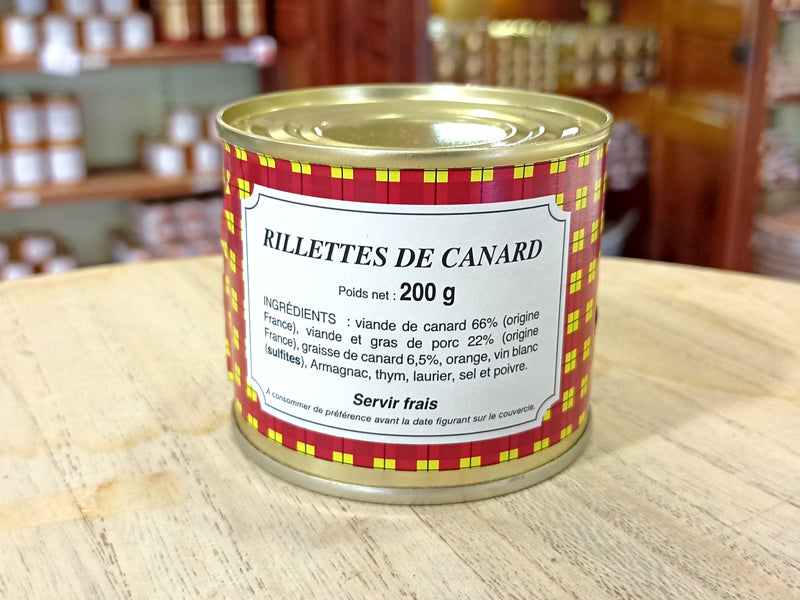 RILLETTES DE CANARD
Poids net : 200 g
INGRÉDIENTS : viande de canard 66% (origine
France), viande et gras de porc 22% (origine
France), graisse de canard 6,5%, orange, vin blanc
(sulfites), Armagnac, thym, laurier, sel et poivre.
Servir frais
À consommer de préférence avant la date figurant sur le couvercle.